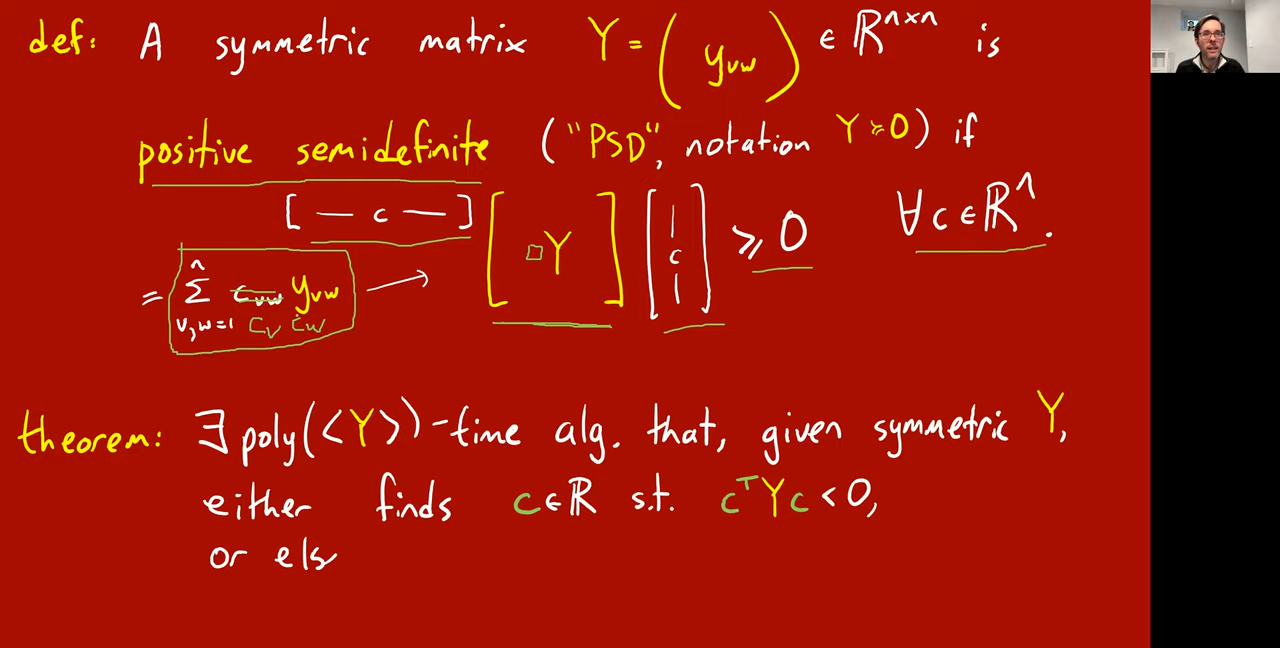 def: A symmetric matrix Y = ( y_vw ) ∈ ℝ^{n×n} is
positive semidefinite ("PSD", notation Y ≽ 0) if
[ — c — ] [ Y ] [ | c | ] ⩾ 0 ∀ c ∈ ℝ^n.
= Σ_{v,w=1}^n ~~c_vw~~ y_vw →
c_v c_w
theorem: ∃ poly(<Y>)-time alg. that, given symmetric Y,
either finds c ∈ ℝ s.t. c^T Y c < 0,
or els